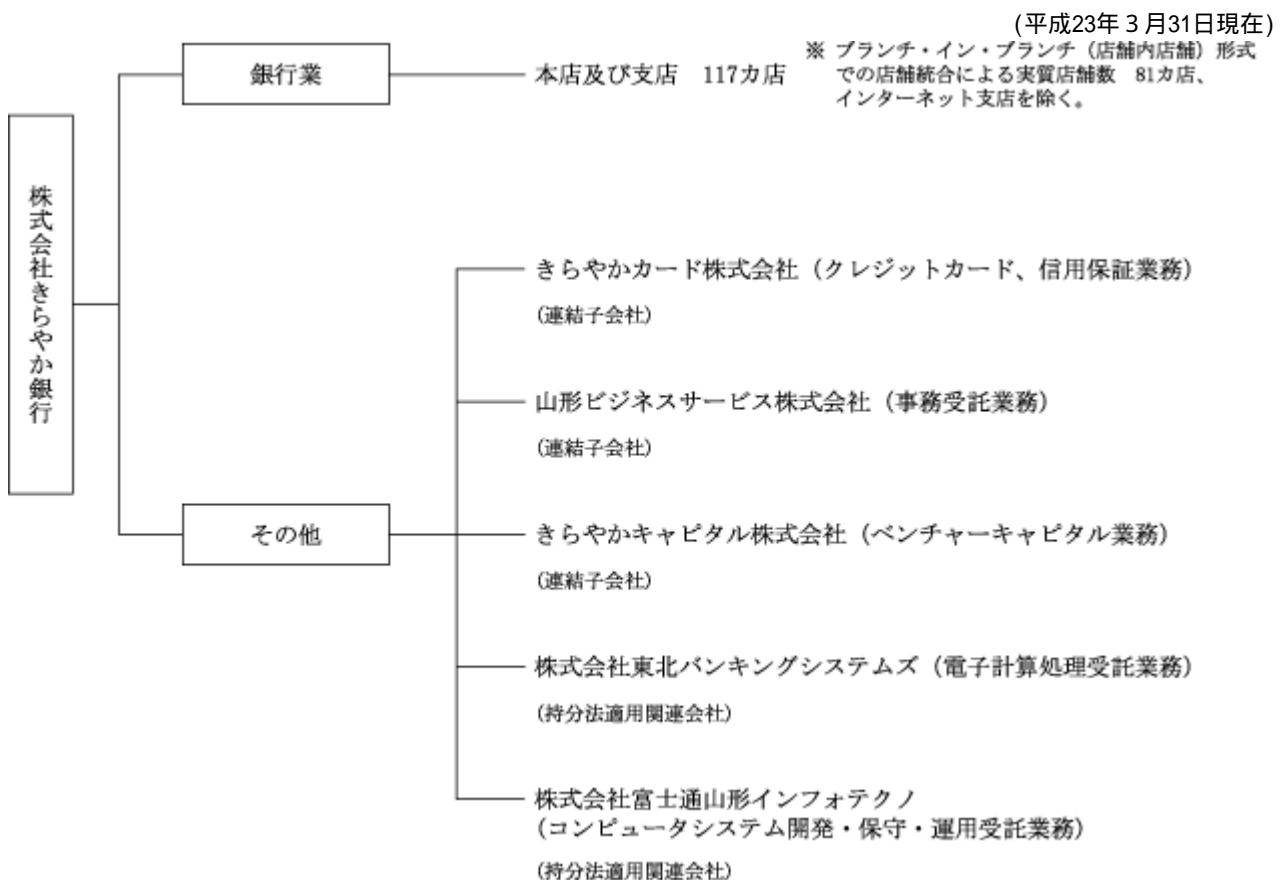 (平成23年３月31日現在)
銀行業
本店及び支店　117カ店
※ ブランチ・イン・ブランチ（店舗内店舗）形式
での店舗統合による実質店舗数　81カ店、
インターネット支店を除く。
株式会社きらやか銀行
きらやかカード株式会社（クレジットカード、信用保証業務）
(連結子会社)
山形ビジネスサービス株式会社（事務受託業務）
(連結子会社)
その他
きらやかキャピタル株式会社（ベンチャーキャピタル業務）
(連結子会社)
株式会社東北バンキングシステムズ（電子計算処理受託業務）
(持分法適用関連会社)
株式会社富士通山形インフォテクノ
(コンピュータシステム開発・保守・運用受託業務)
(持分法適用関連会社)